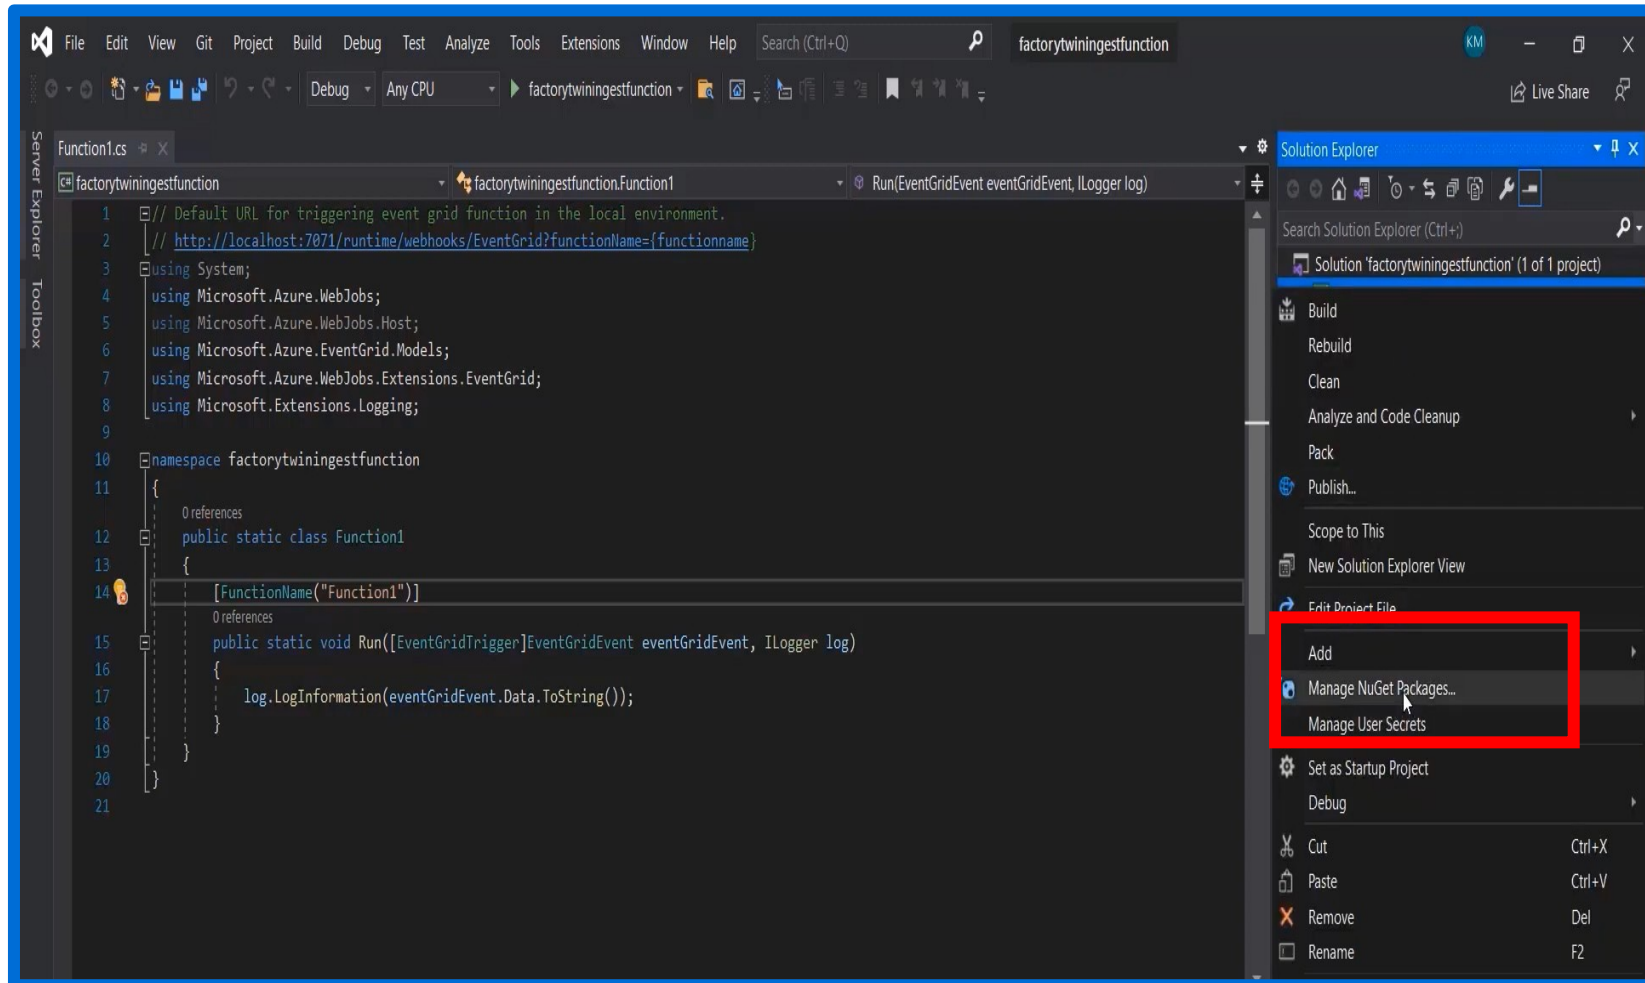 File Edit View Git Project Build Debug Test Analyze Tools Extensions Window Help Search (Ctrl+Q) factorytwiningestfunction KM
Debug Any CPU factorytwiningestfunction Live Share
Server Explorer
Toolbox
Function1.cs
factorytwiningestfunction factorytwiningestfunction.Function1 Run(EventGridEvent eventGridEvent, ILogger log)
1 // Default URL for triggering event grid function in the local environment.
2 // http://localhost:7071/runtime/webhooks/EventGrid?functionName={functionname}
3 using System;
4 using Microsoft.Azure.WebJobs;
5 using Microsoft.Azure.WebJobs.Host;
6 using Microsoft.Azure.EventGrid.Models;
7 using Microsoft.Azure.WebJobs.Extensions.EventGrid;
8 using Microsoft.Extensions.Logging;
9
10 namespace factorytwiningestfunction
11 {
0 references
12 public static class Function1
13 {
14 [FunctionName("Function1")]
0 references
15 public static void Run([EventGridTrigger]EventGridEvent eventGridEvent, ILogger log)
16 {
17 log.LogInformation(eventGridEvent.Data.ToString());
18 }
19 }
20 }
21
Solution Explorer
Search Solution Explorer (Ctrl+;)
Solution 'factorytwiningestfunction' (1 of 1 project)
Build
Rebuild
Clean
Analyze and Code Cleanup
Pack
Publish...
Scope to This
New Solution Explorer View
Edit Project File
Add
Manage NuGet Packages...
Manage User Secrets
Set as Startup Project
Debug
Cut Ctrl+X
Paste Ctrl+V
Remove Del
Rename F2